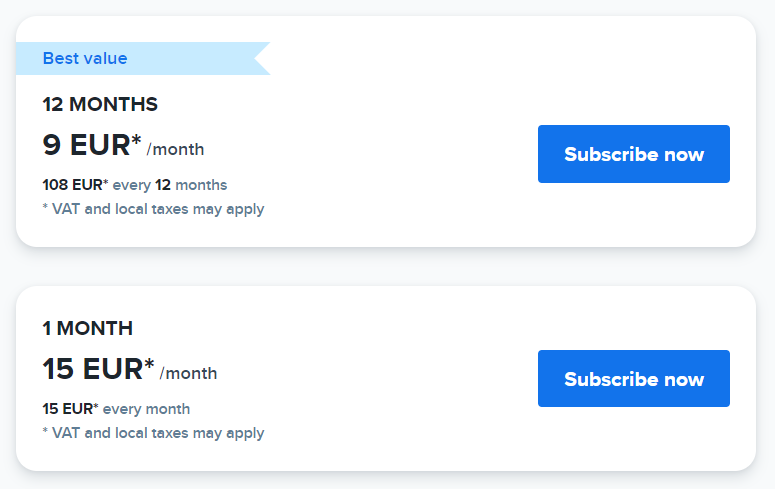 Best value
12 MONTHS
9 EUR* /month
108 EUR* every 12 months
* VAT and local taxes may apply
Subscribe now
1 MONTH
15 EUR* /month
15 EUR* every month
* VAT and local taxes may apply
Subscribe now